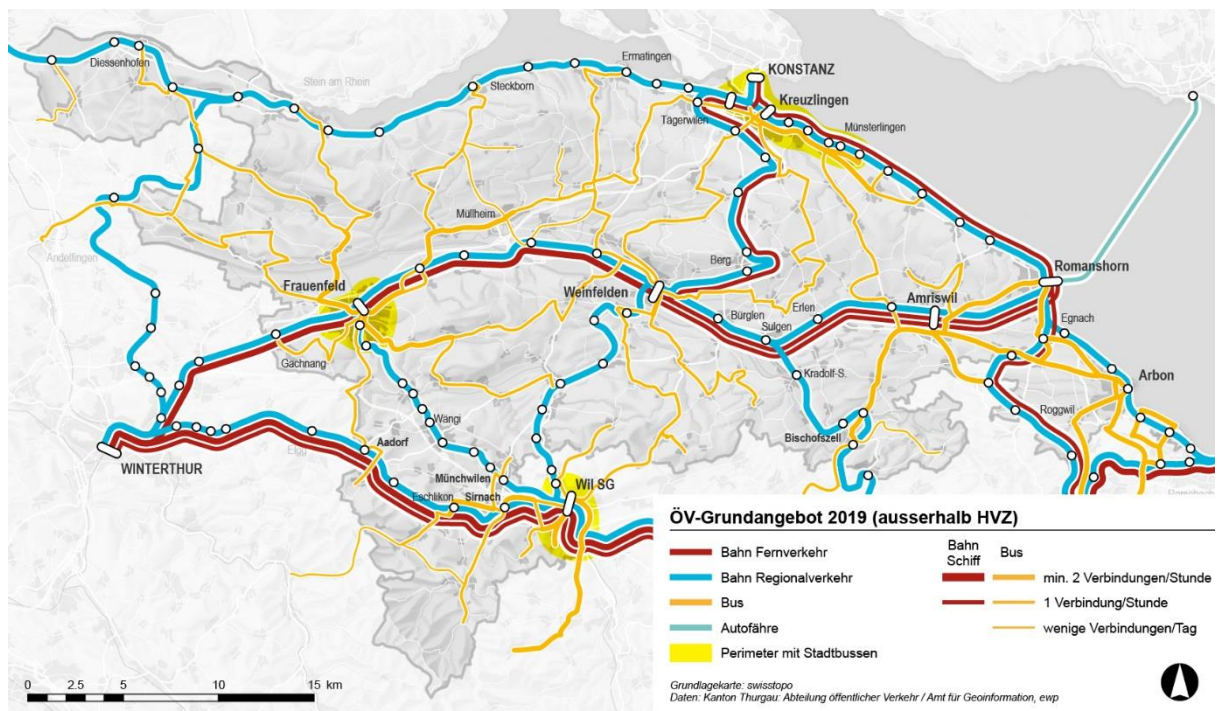 Diessenhofen
Stein am Rhein
Steckborn
Ermatingen
KONSTANZ
Kreuzlingen
Tägerwilen
Münsterlingen
Müllheim
Andelfingen
Frauenfeld
Berg
Weinfelden
Romanshorn
Amriswil
Erlen
Bürglen
Sulgen
Egnach
Gachnang
Kradolf-S.
Arbon
Wängi
Roggwil
Bischofszell
WINTERTHUR
Elgg
Aadorf
Münchwilen
Eschlikon
Sirnach
Wil SG
ÖV-Grundangebot 2019 (ausserhalb HVZ)
Bahn Fernverkehr
Bahn Regionalverkehr
Bus
Autofähre
Perimeter mit Stadtbussen
Bahn
Schiff
Bus
min. 2 Verbindungen/Stunde
1 Verbindung/Stunde
wenige Verbindungen/Tag
0 2.5 5 10 15 km
Grundlagekarte: swisstopo
Daten: Kanton Thurgau: Abteilung öffentlicher Verkehr / Amt für Geoinformation, ewp